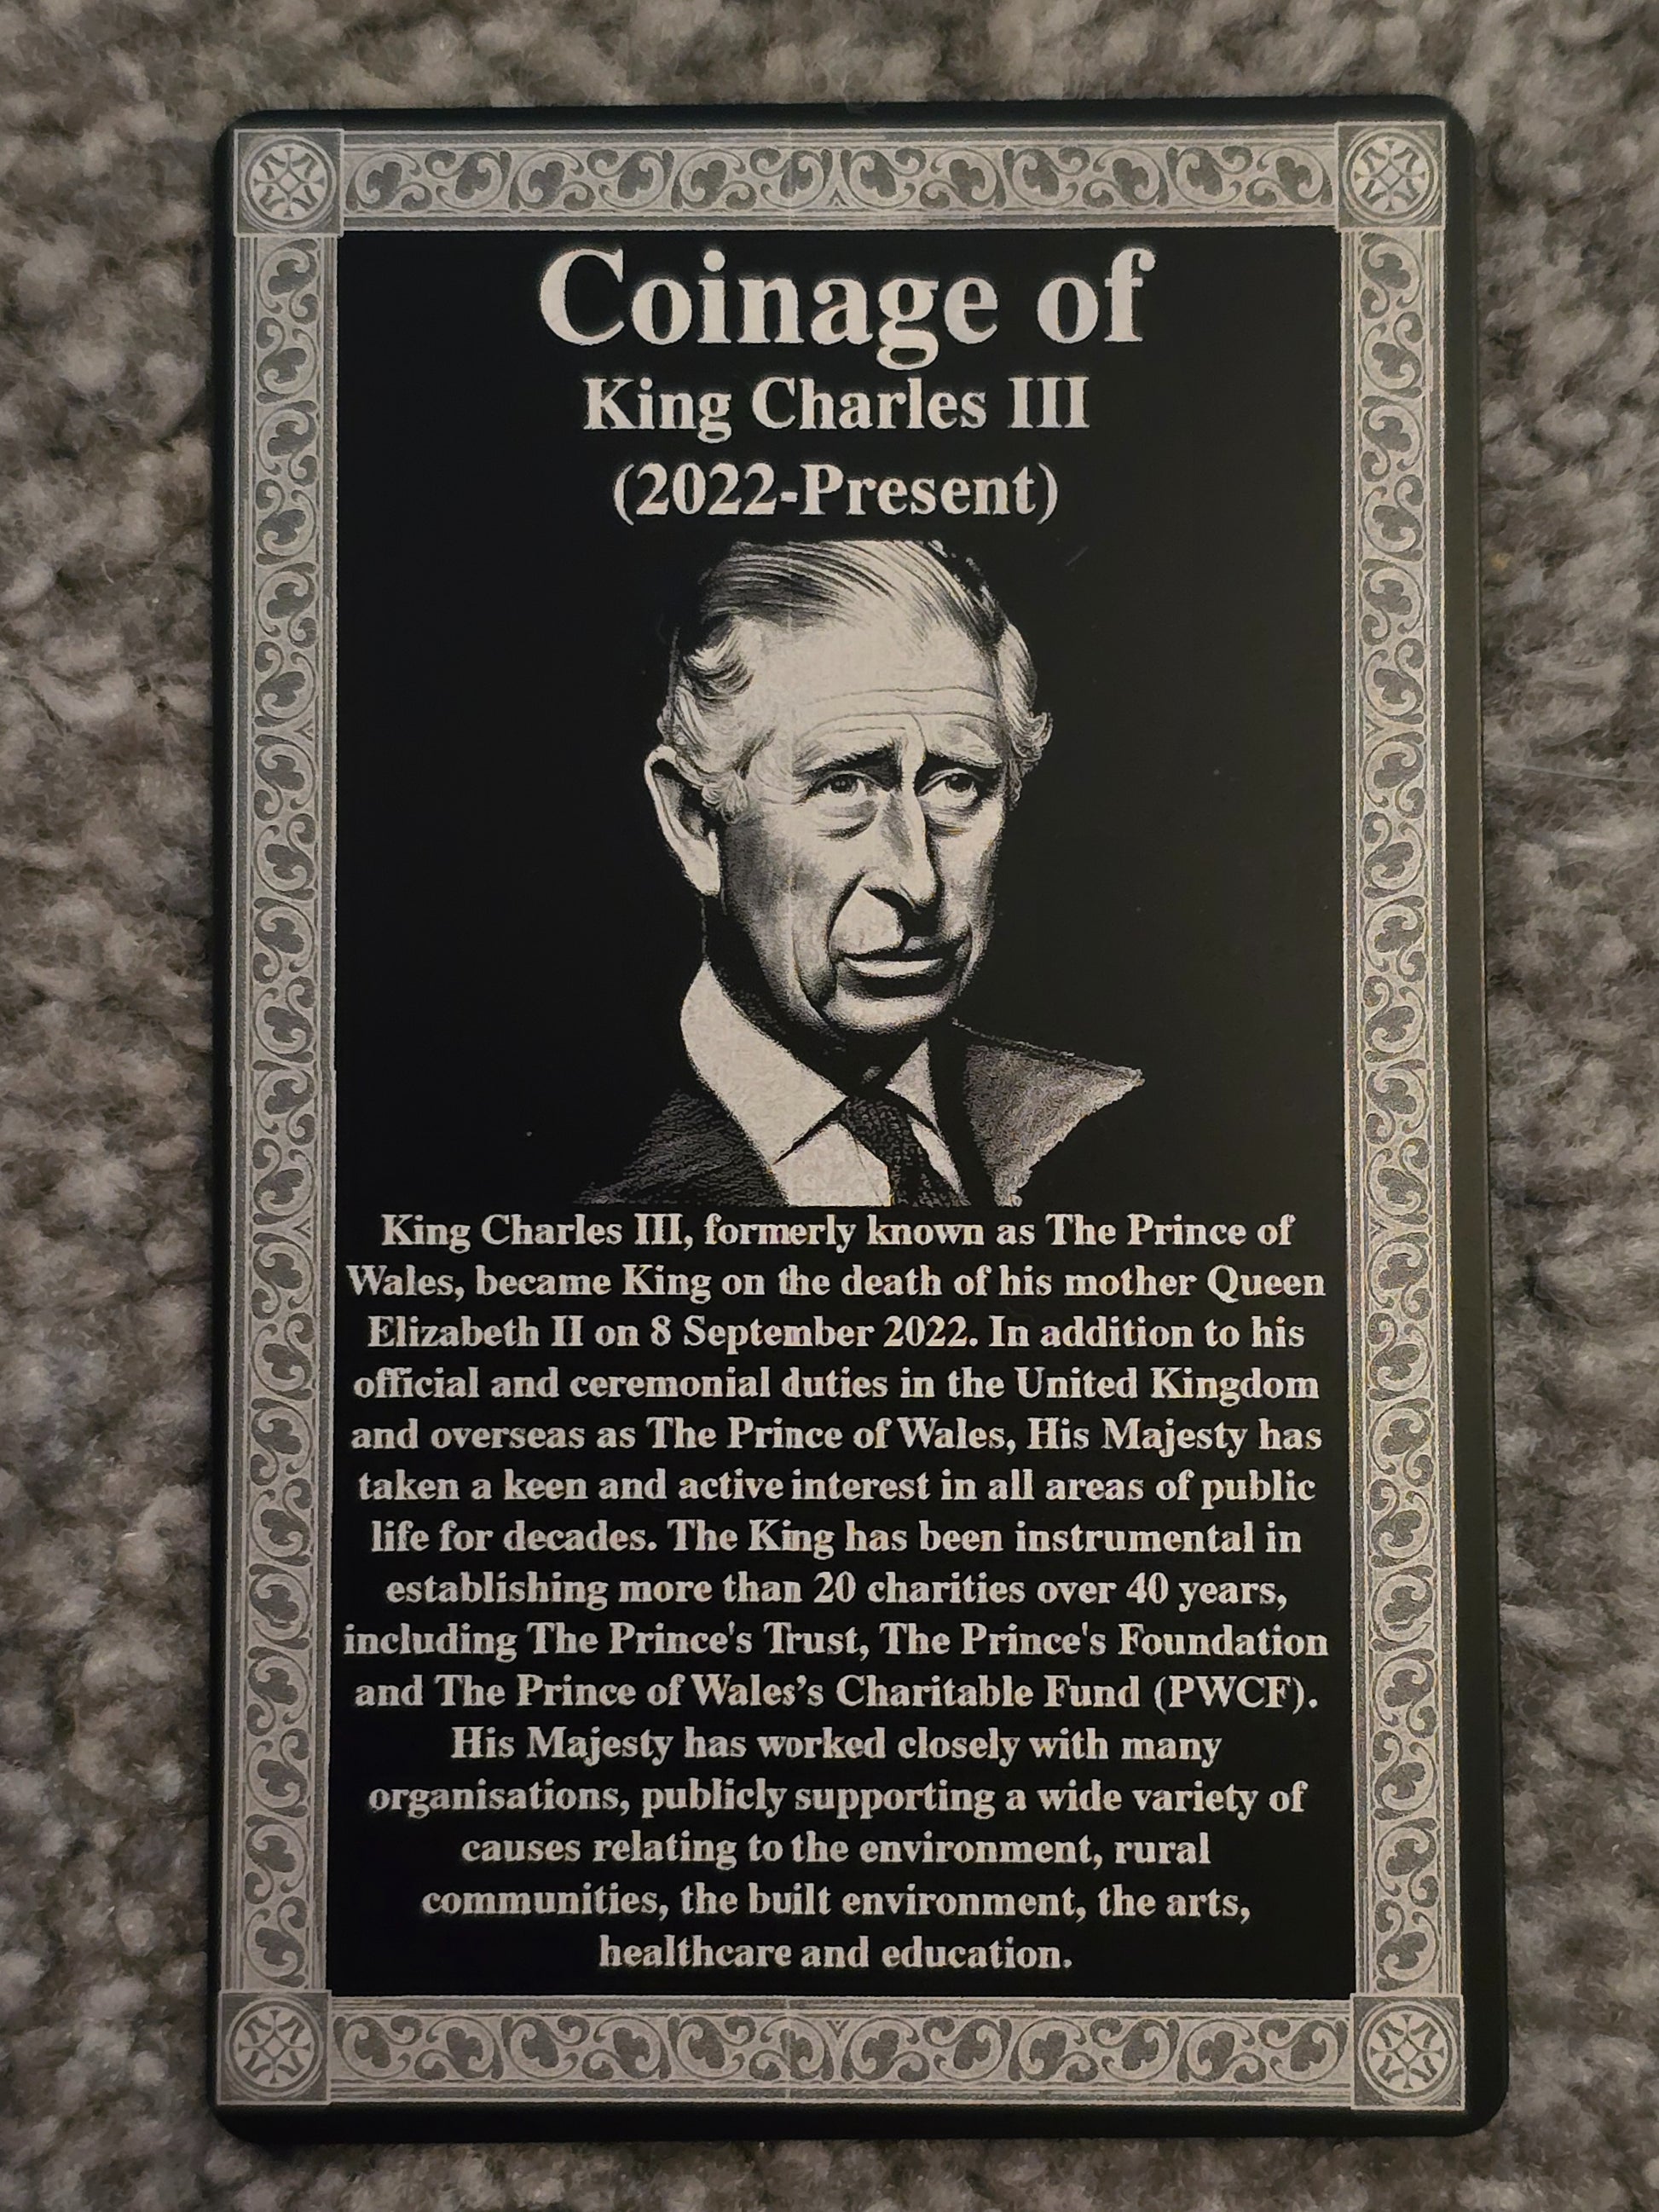 Coinage of
King Charles III
(2022-Present)
King Charles III, formerly known as The Prince of
Wales, became King on the death of his mother Queen
Elizabeth II on 8 September 2022. In addition to his
official and ceremonial duties in the United Kingdom
and overseas as The Prince of Wales, His Majesty has
taken a keen and active interest in all areas of public
life for decades. The King has been instrumental in
establishing more than 20 charities over 40 years,
including The Prince's Trust, The Prince's Foundation
and The Prince of Wales’s Charitable Fund (PWCF).
His Majesty has worked closely with many
organisations, publicly supporting a wide variety of
causes relating to the environment, rural
communities, the built environment, the arts,
healthcare and education.